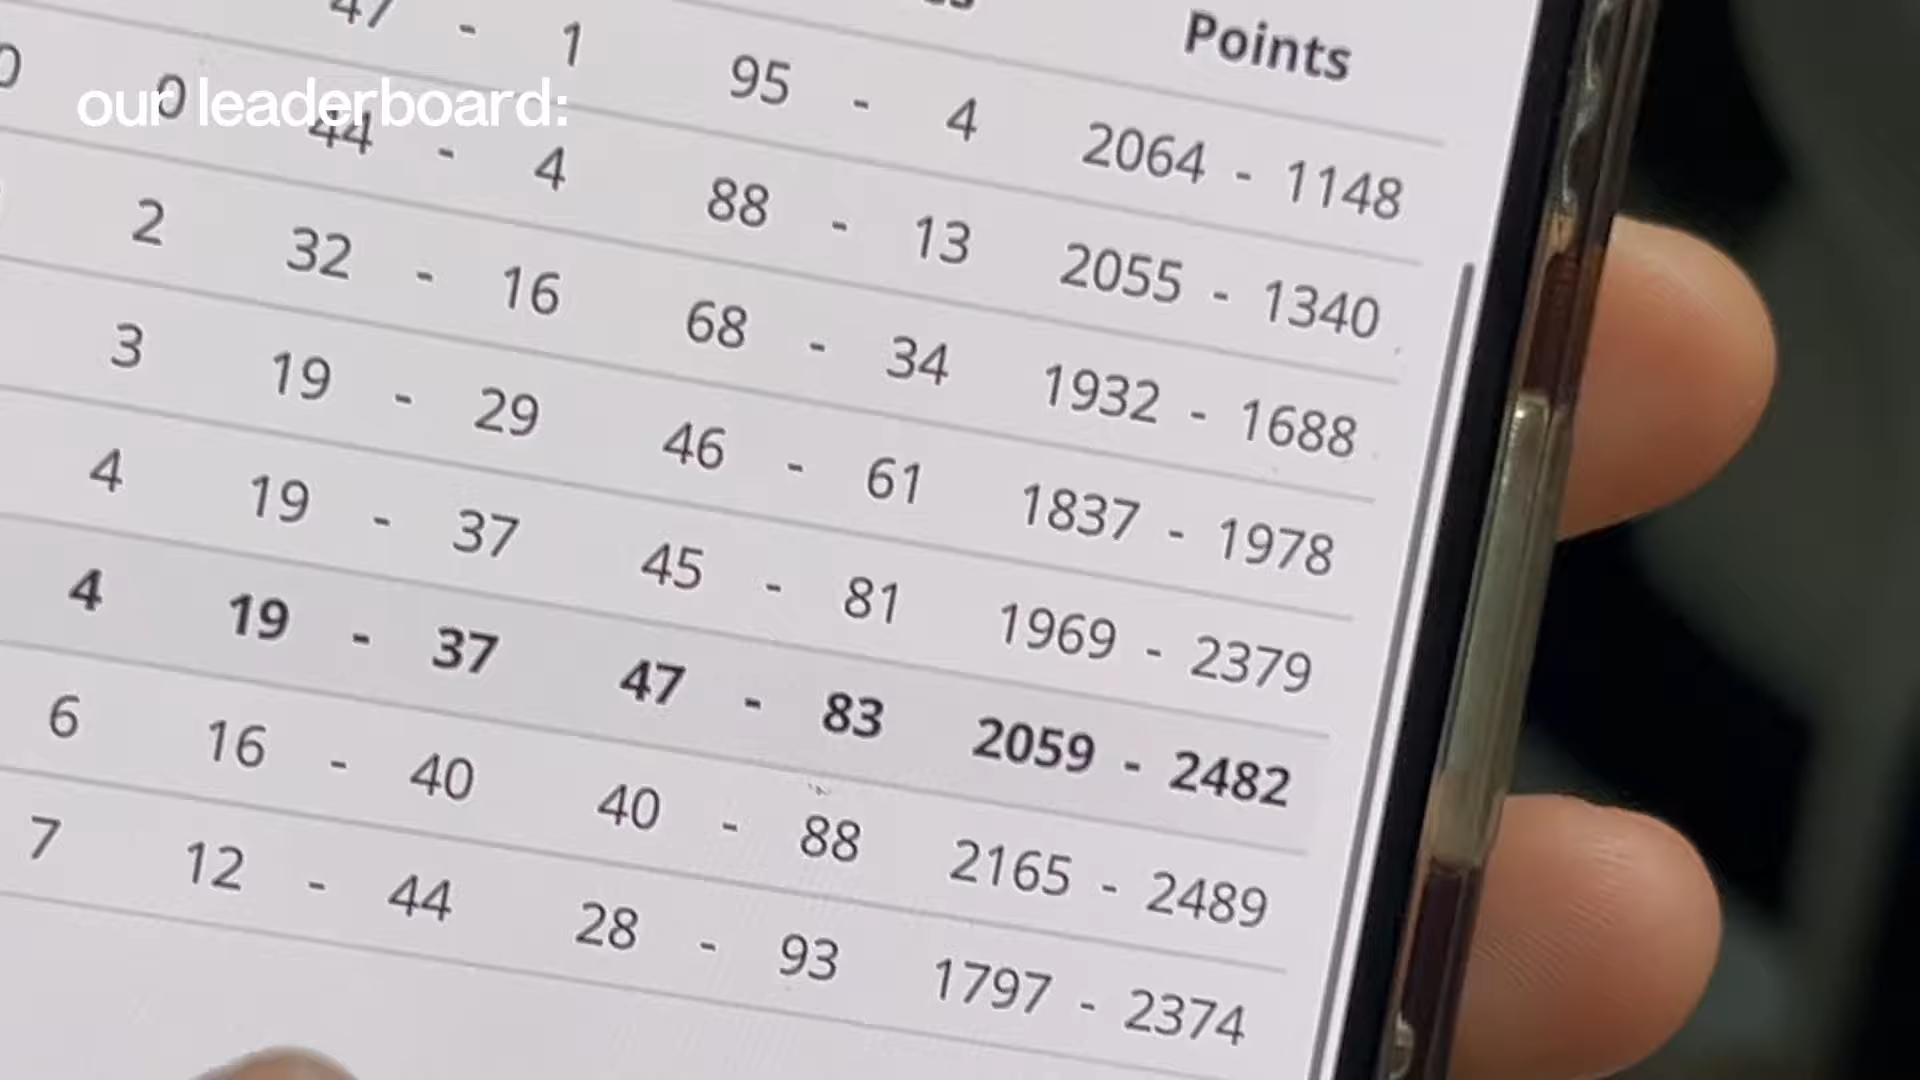 Points
our leaderboard:
47 - 1 95 - 4 2064 - 1148
0 44 - 4 88 - 13 2055 - 1340
2 32 - 16 68 - 34 1932 - 1688
3 19 - 29 46 - 61 1837 - 1978
4 19 - 37 45 - 81 1969 - 2379
4 19 - 37 47 - 83 2059 - 2482
6 16 - 40 40 - 88 2165 - 2489
7 12 - 44 28 - 93 1797 - 2374